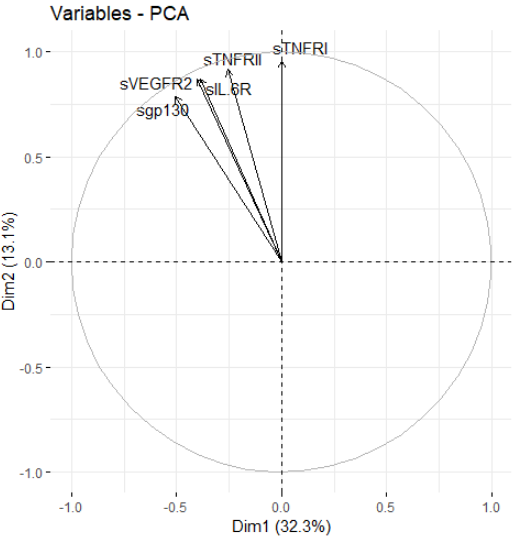 Variables - PCA
sTNFRI
sTNFRII
sVEGFR2
sIL.6R
sgp130
1.0
0.5
0.0
-0.5
-1.0
Dim2 (13.1%)
-1.0
-0.5
0.0
0.5
1.0
Dim1 (32.3%)